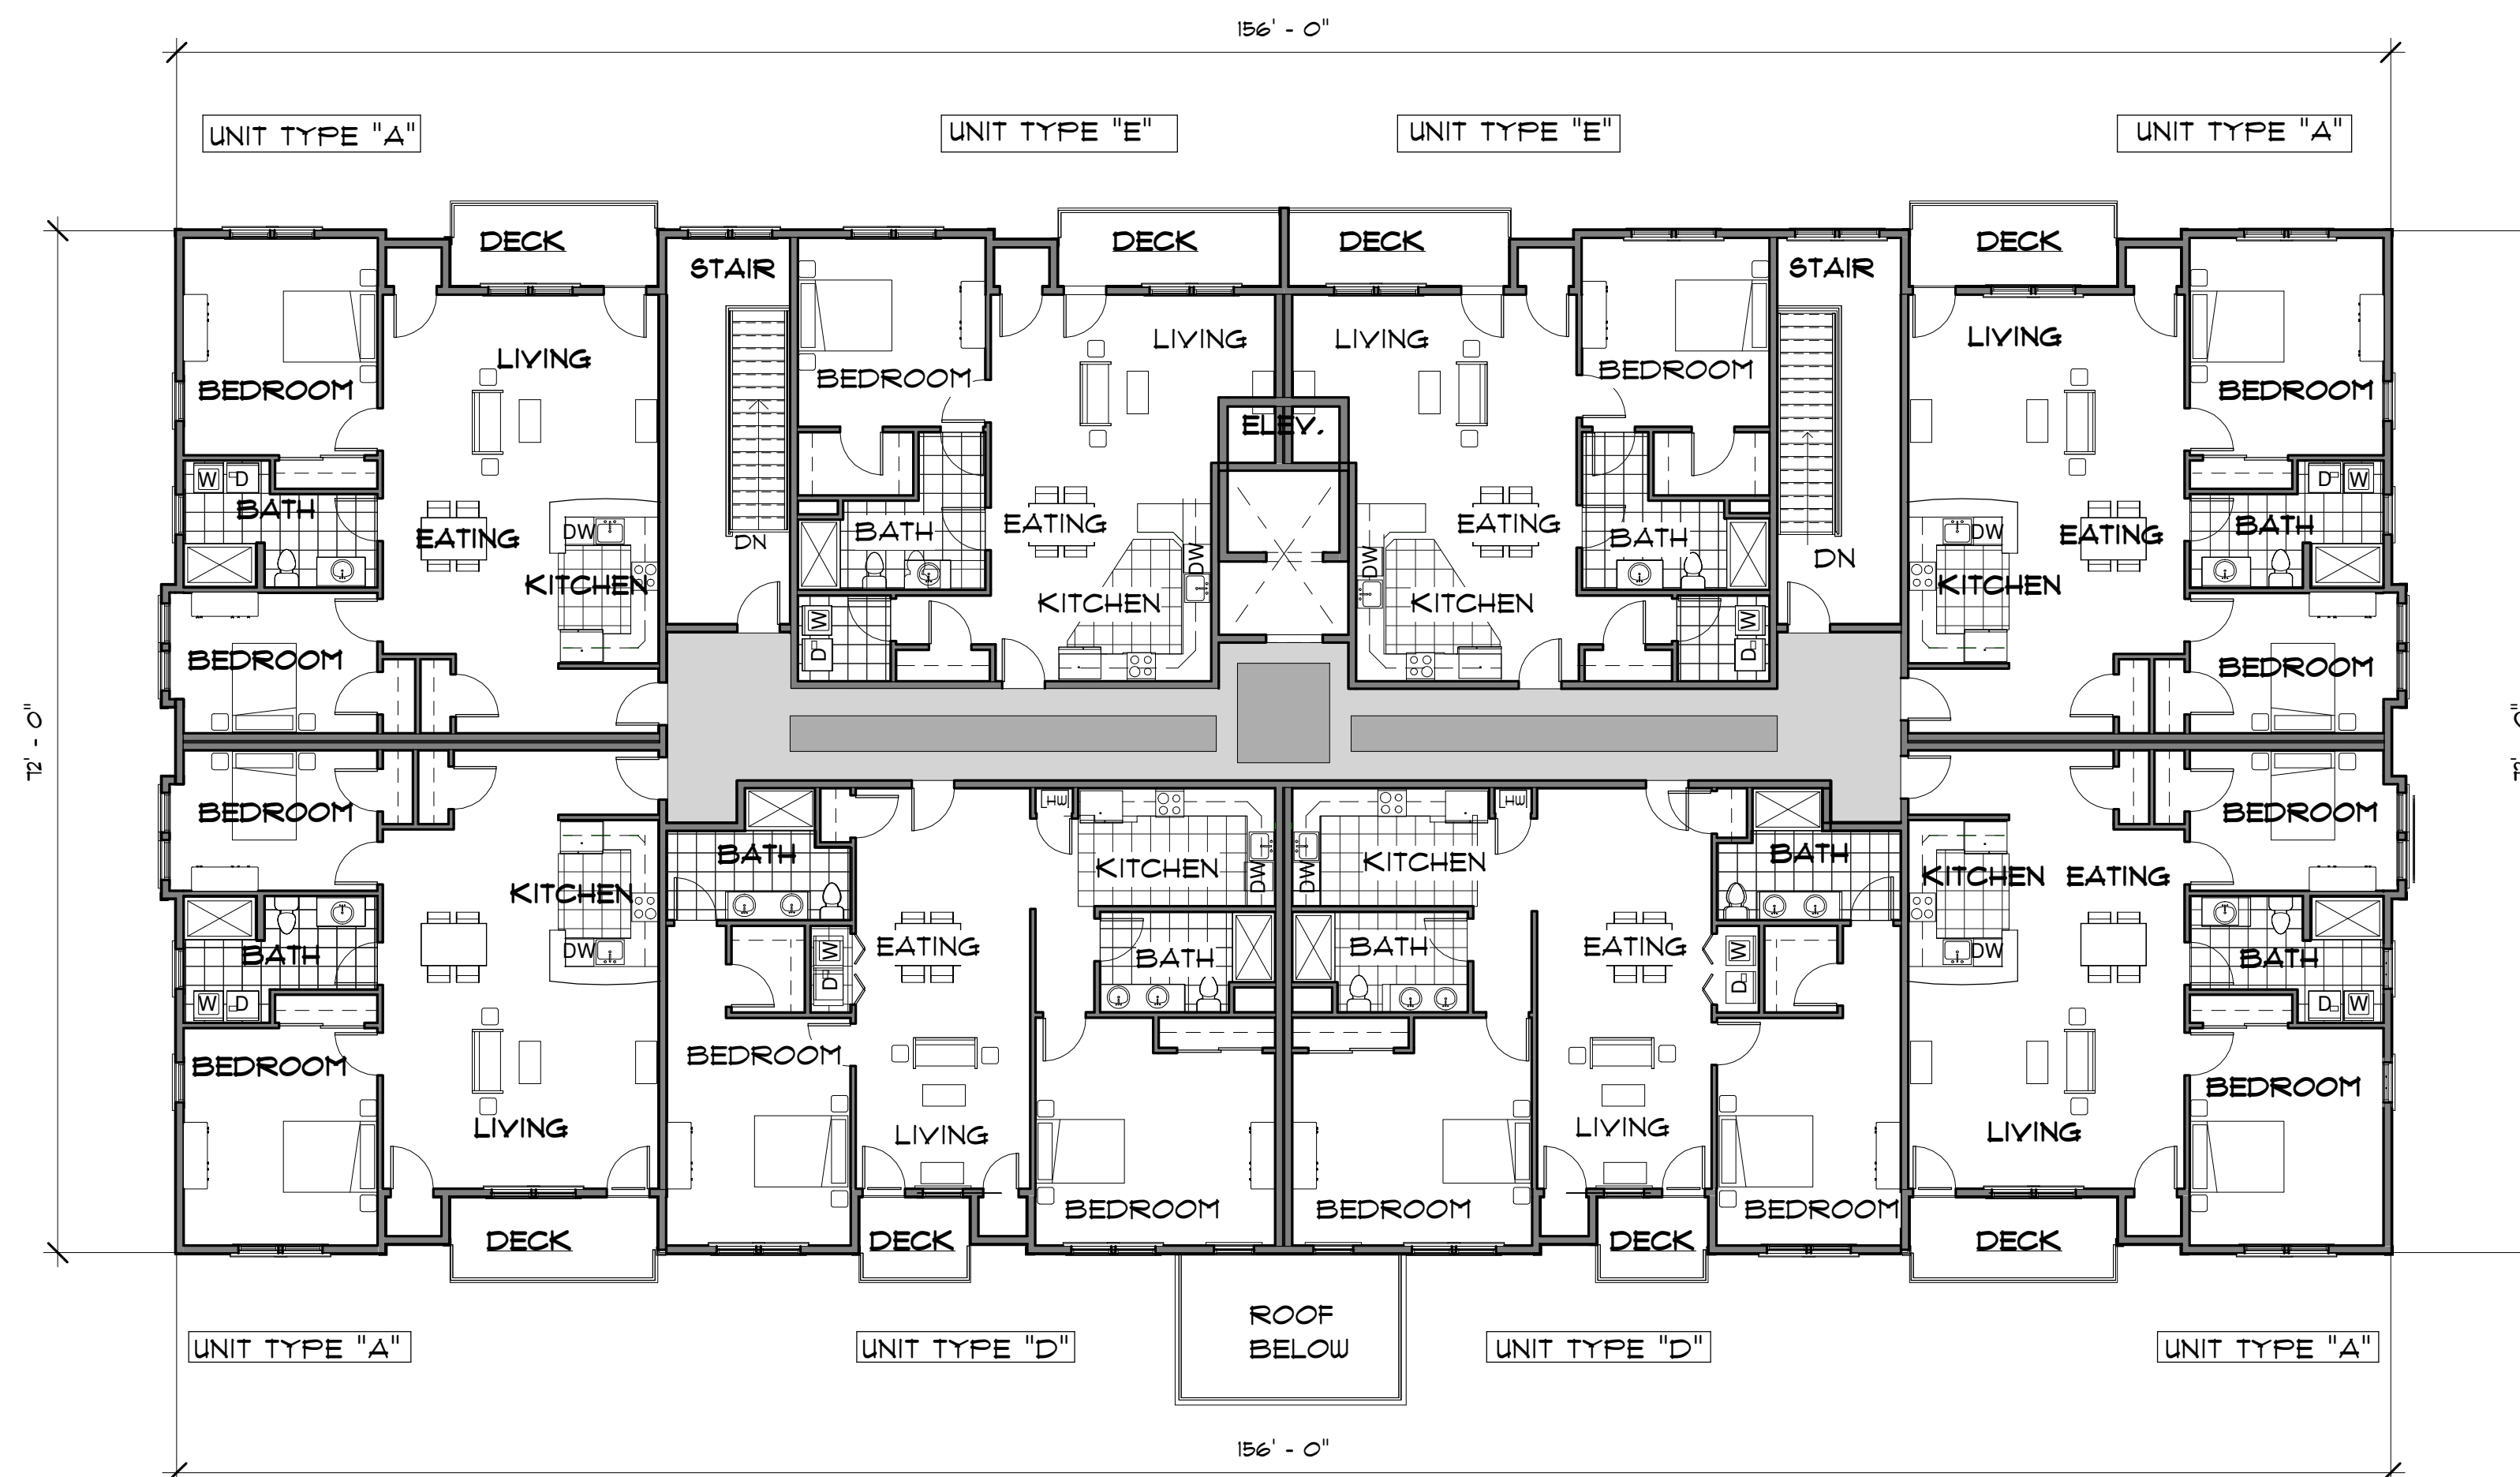 156' - 0"
UNIT TYPE "A"
UNIT TYPE "E"
UNIT TYPE "E"
UNIT TYPE "A"
DECK
DECK
DECK
DECK
STAIR
STAIR
LIVING
LIVING
LIVING
LIVING
BEDROOM
BEDROOM
BEDROOM
BEDROOM
ELEV.
W D
D W
BATH
EATING
BATH
EATING
EATING
BATH
EATING
BATH
DW
DW
DW
DW
DN
DN
KITCHEN
KITCHEN
KITCHEN
KITCHEN
W
D
W
D
BEDROOM
BEDROOM
72' - 0"
BEDROOM
BEDROOM
HW
HW
BATH
KITCHEN
KITCHEN
BATH
KITCHEN
DW
DW
KITCHEN
EATING
BATH
DW
W
D
EATING
BATH
BATH
EATING
W
D
DW
BATH
W D
D W
BEDROOM
BEDROOM
BEDROOM
LIVING
LIVING
LIVING
LIVING
BEDROOM
BEDROOM
BEDROOM
DECK
DECK
DECK
DECK
ROOF
BELOW
UNIT TYPE "A"
UNIT TYPE "D"
UNIT TYPE "D"
UNIT TYPE "A"
156' - 0"